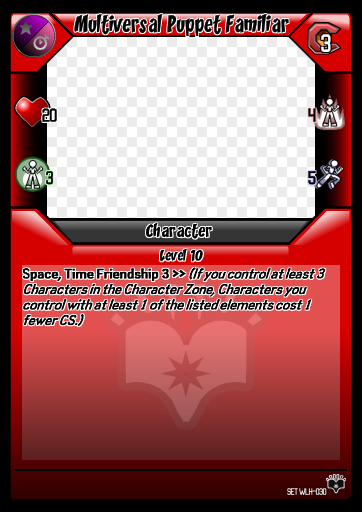 Multiversal Puppet Familiar
3
20
4
3
5
Character
Level 10
Space, Time Friendship 3 >> (If you control at least 3
Characters in the Character Zone, Characters you
control with at least 1 of the listed elements cost 1
fewer CS.)
SET WLH-030